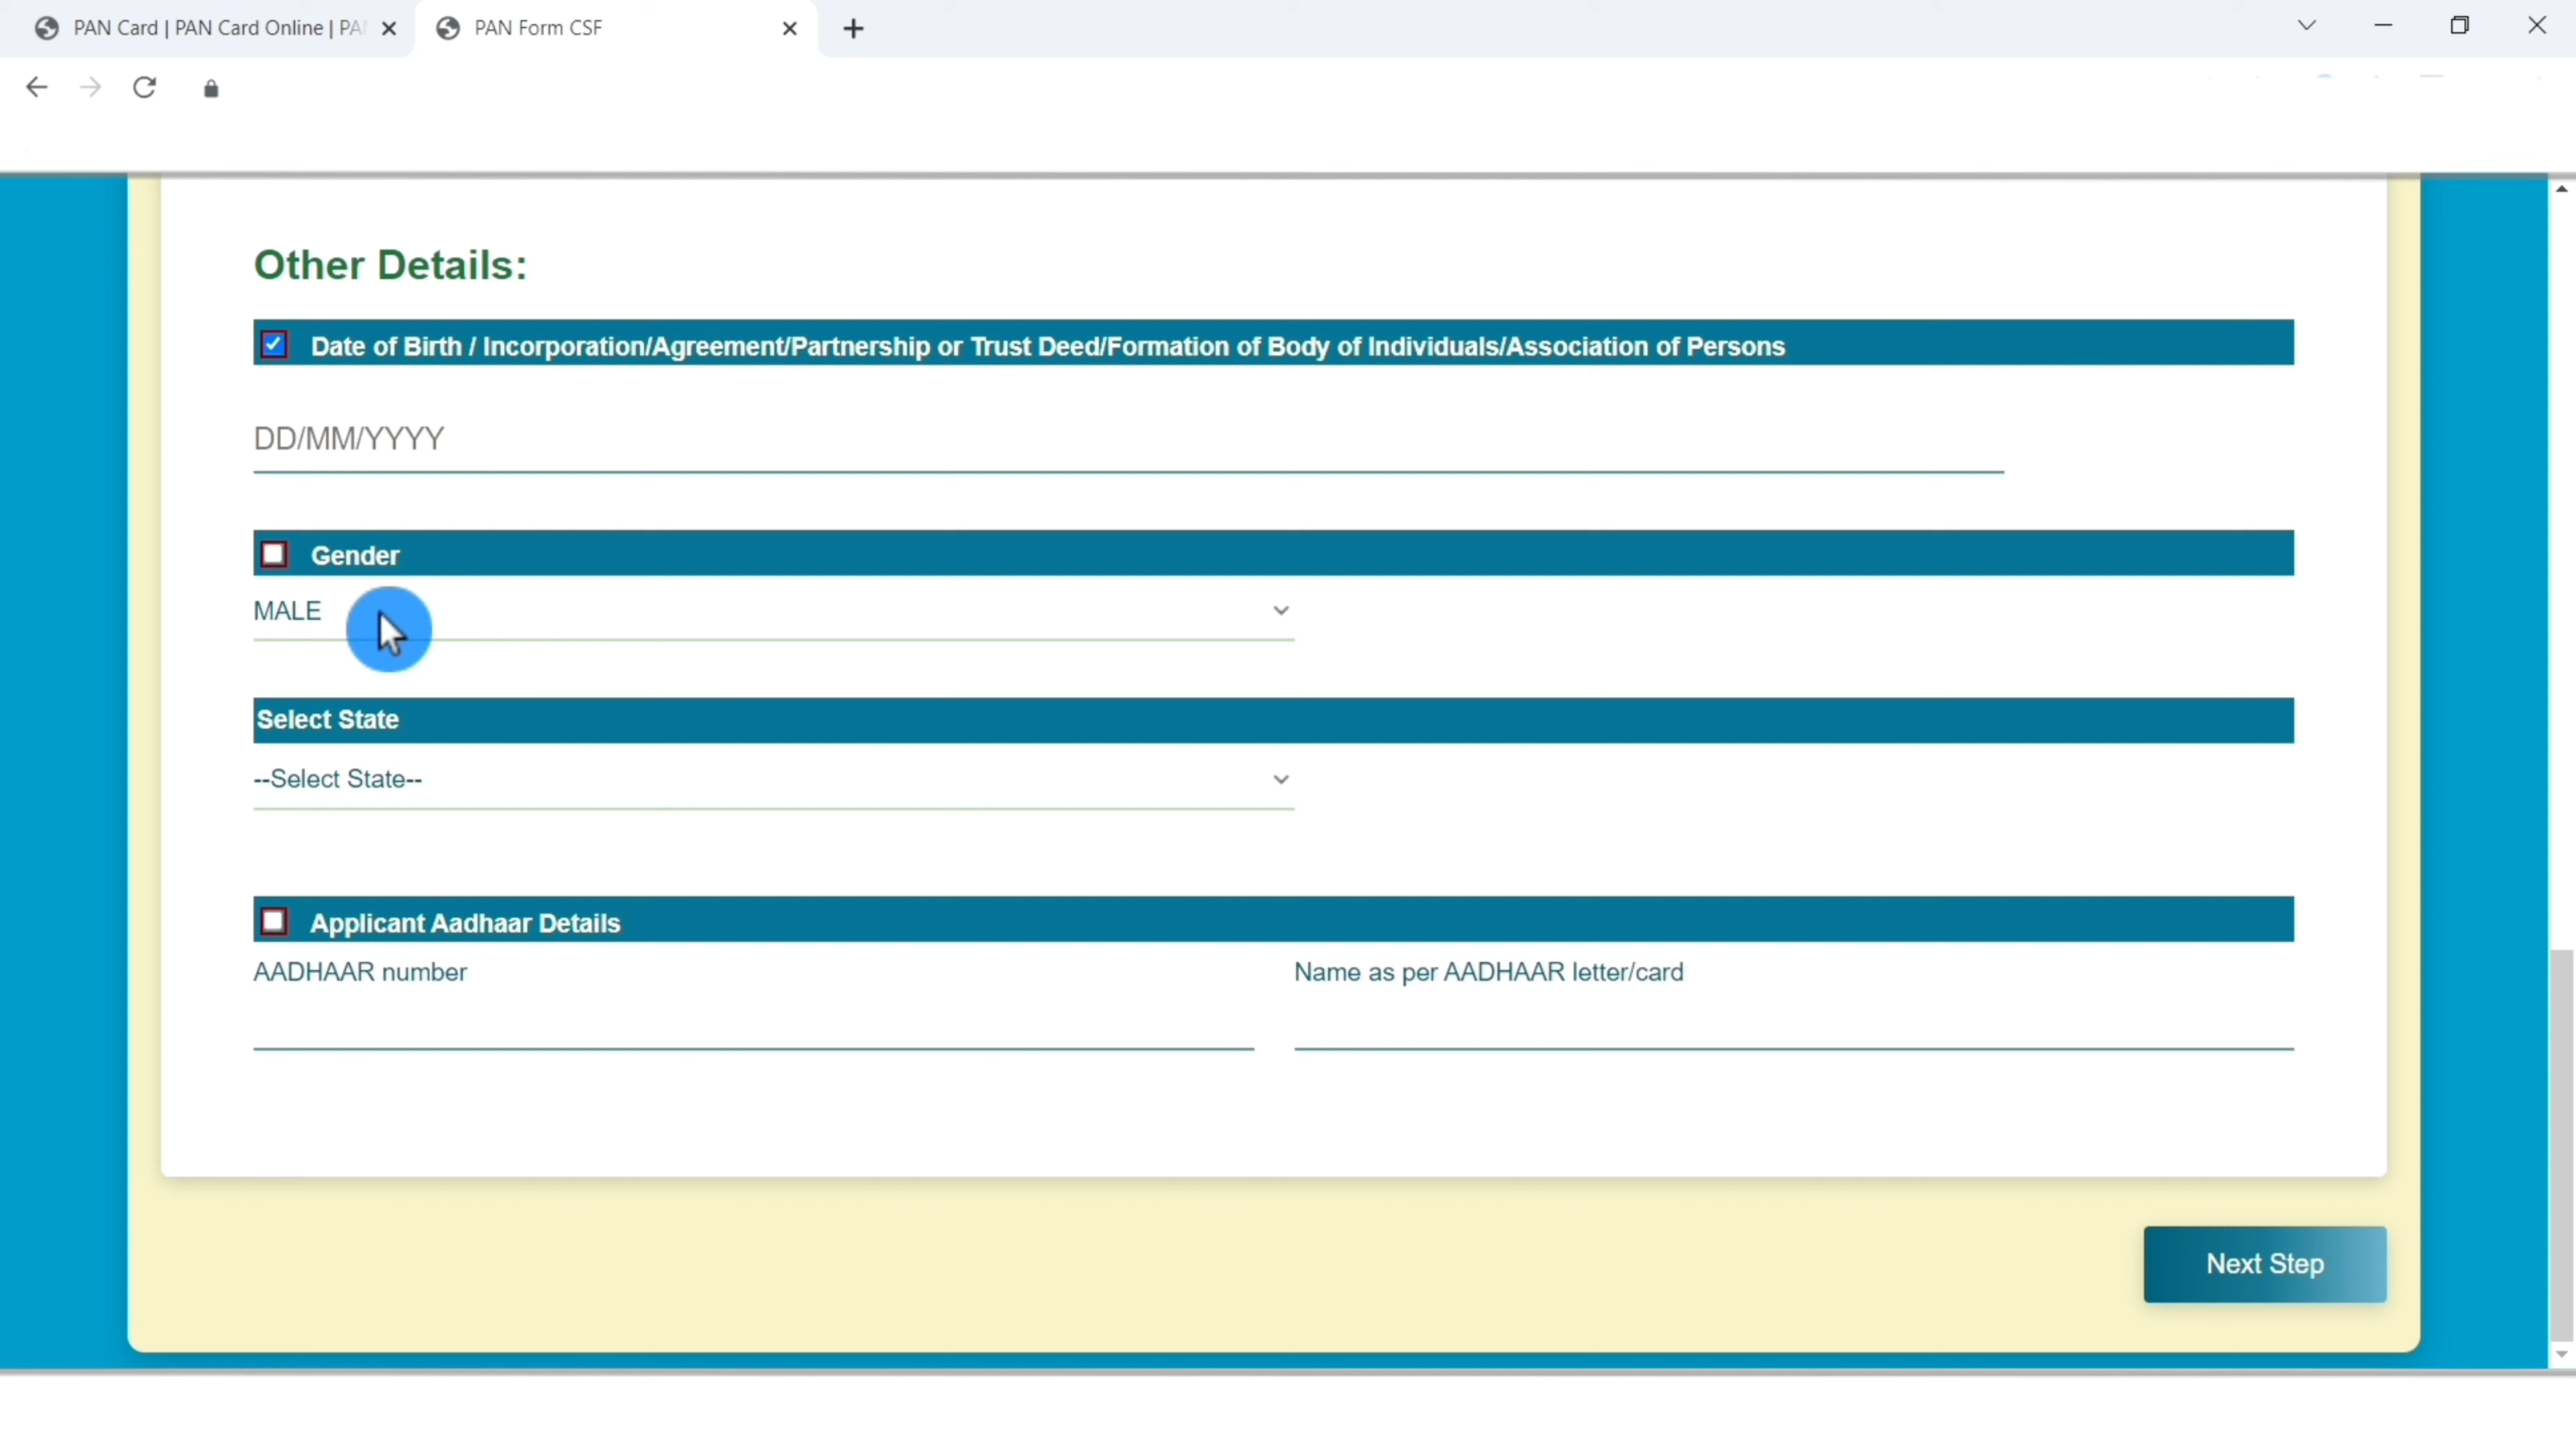 PAN Card | PAN Card Online | PAN
PAN Form CSF
Other Details:
Date of Birth / Incorporation/Agreement/Partnership or Trust Deed/Formation of Body of Individuals/Association of Persons
DD/MM/YYYY
Gender
MALE
Select State
--Select State--
Applicant Aadhaar Details
AADHAAR number
Name as per AADHAAR letter/card
Next Step